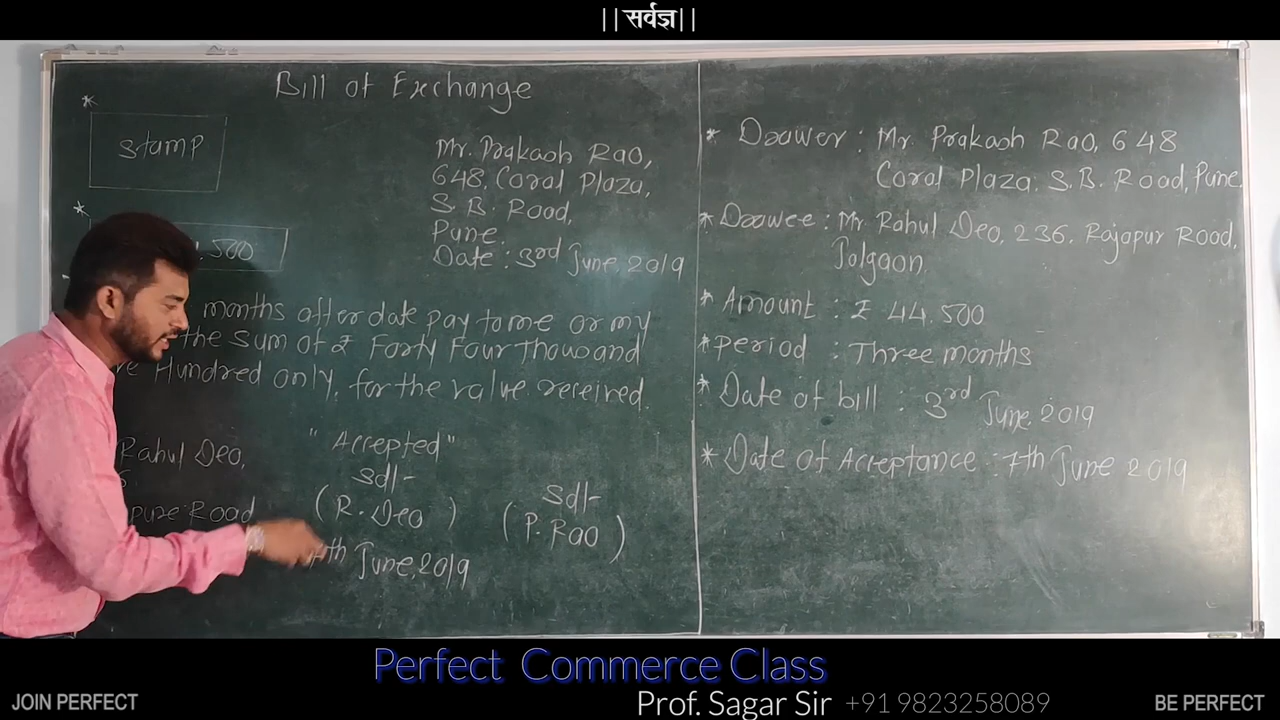 ||सर्वज्ञ||
Bill of Exchange
Stamp
Mr. Prakash Rao,
648, Coral Plaza,
S.B. Road,
Pune.
Date : 3rd June, 2019
.500
months after date pay to me or my
the sum of ₹ Forty Four Thousand
Hundred only, for the value received.
Rahul Deo,
Road
"Accepted"
Sd/-
(R. Deo)
7th June, 2019
Sd/-
(P. Rao)
* Drawer : Mr. Prakash Rao, 648
Coral Plaza, S.B. Road, Pune.
* Drawee : Mr Rahul Deo, 236, Rajapur Road,
Jalgaon
* Amount : ₹ 44,500
* Period : Three months
* Date of bill : 3rd June, 2019
* Date of Acceptance : 7th June 2019
Perfect Commerce Class
Prof. Sagar Sir +91 9823258089
JOIN PERFECT
BE PERFECT